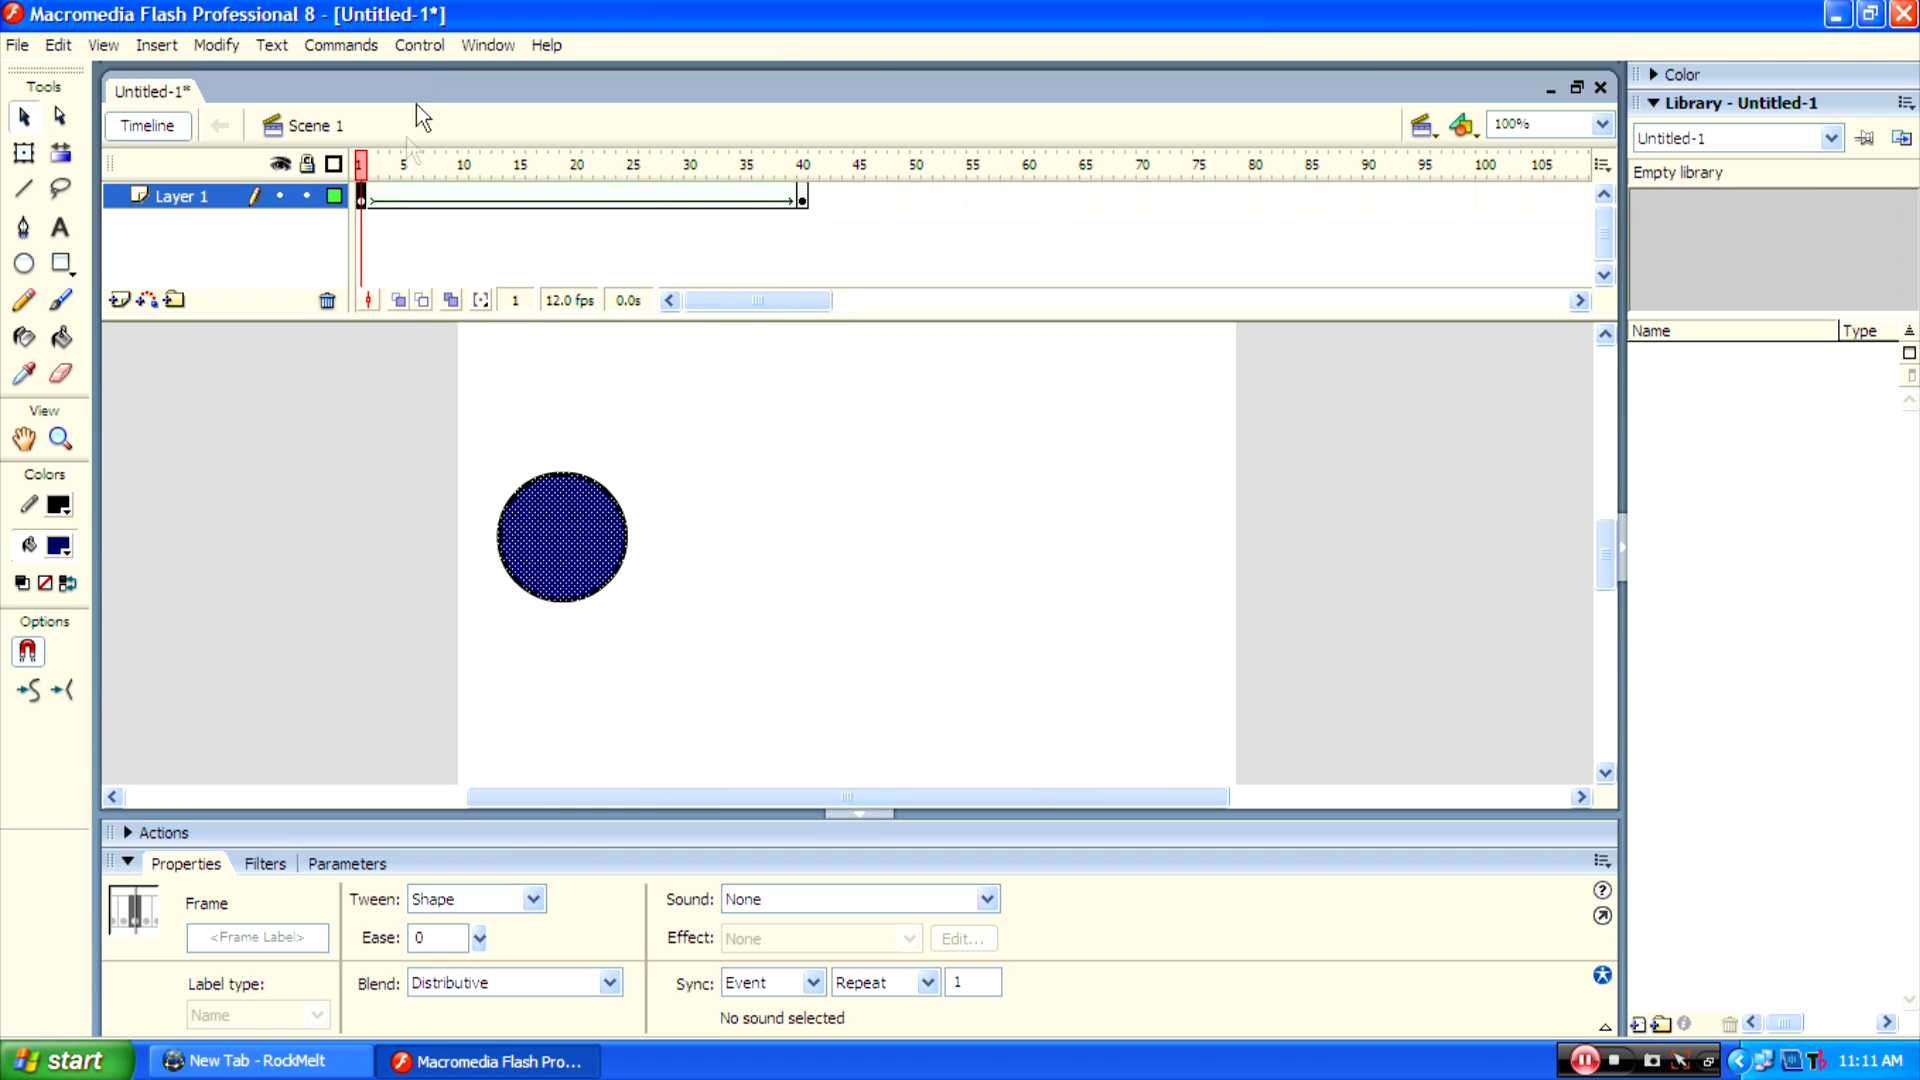 Macromedia Flash Professional 8 - [Untitled-1*]
File Edit View Insert Modify Text Commands Control Window Help
Tools
Untitled-1*
Timeline
Scene 1
100%
Color
Library - Untitled-1
Untitled-1
Empty library
1 5 10 15 20 25 30 35 40 45 50 55 60 65 70 75 80 85 90 95 100 105
Layer 1
1 12.0 fps 0.0s
Name Type
View
Colors
Options
Actions
Properties Filters Parameters
Frame
<Frame Label>
Label type:
Name
Tween: Shape
Ease: 0
Blend: Distributive
Sound: None
Effect: None Edit...
Sync: Event Repeat 1
No sound selected
start
New Tab - RockMelt
Macromedia Flash Pro...
11:11 AM